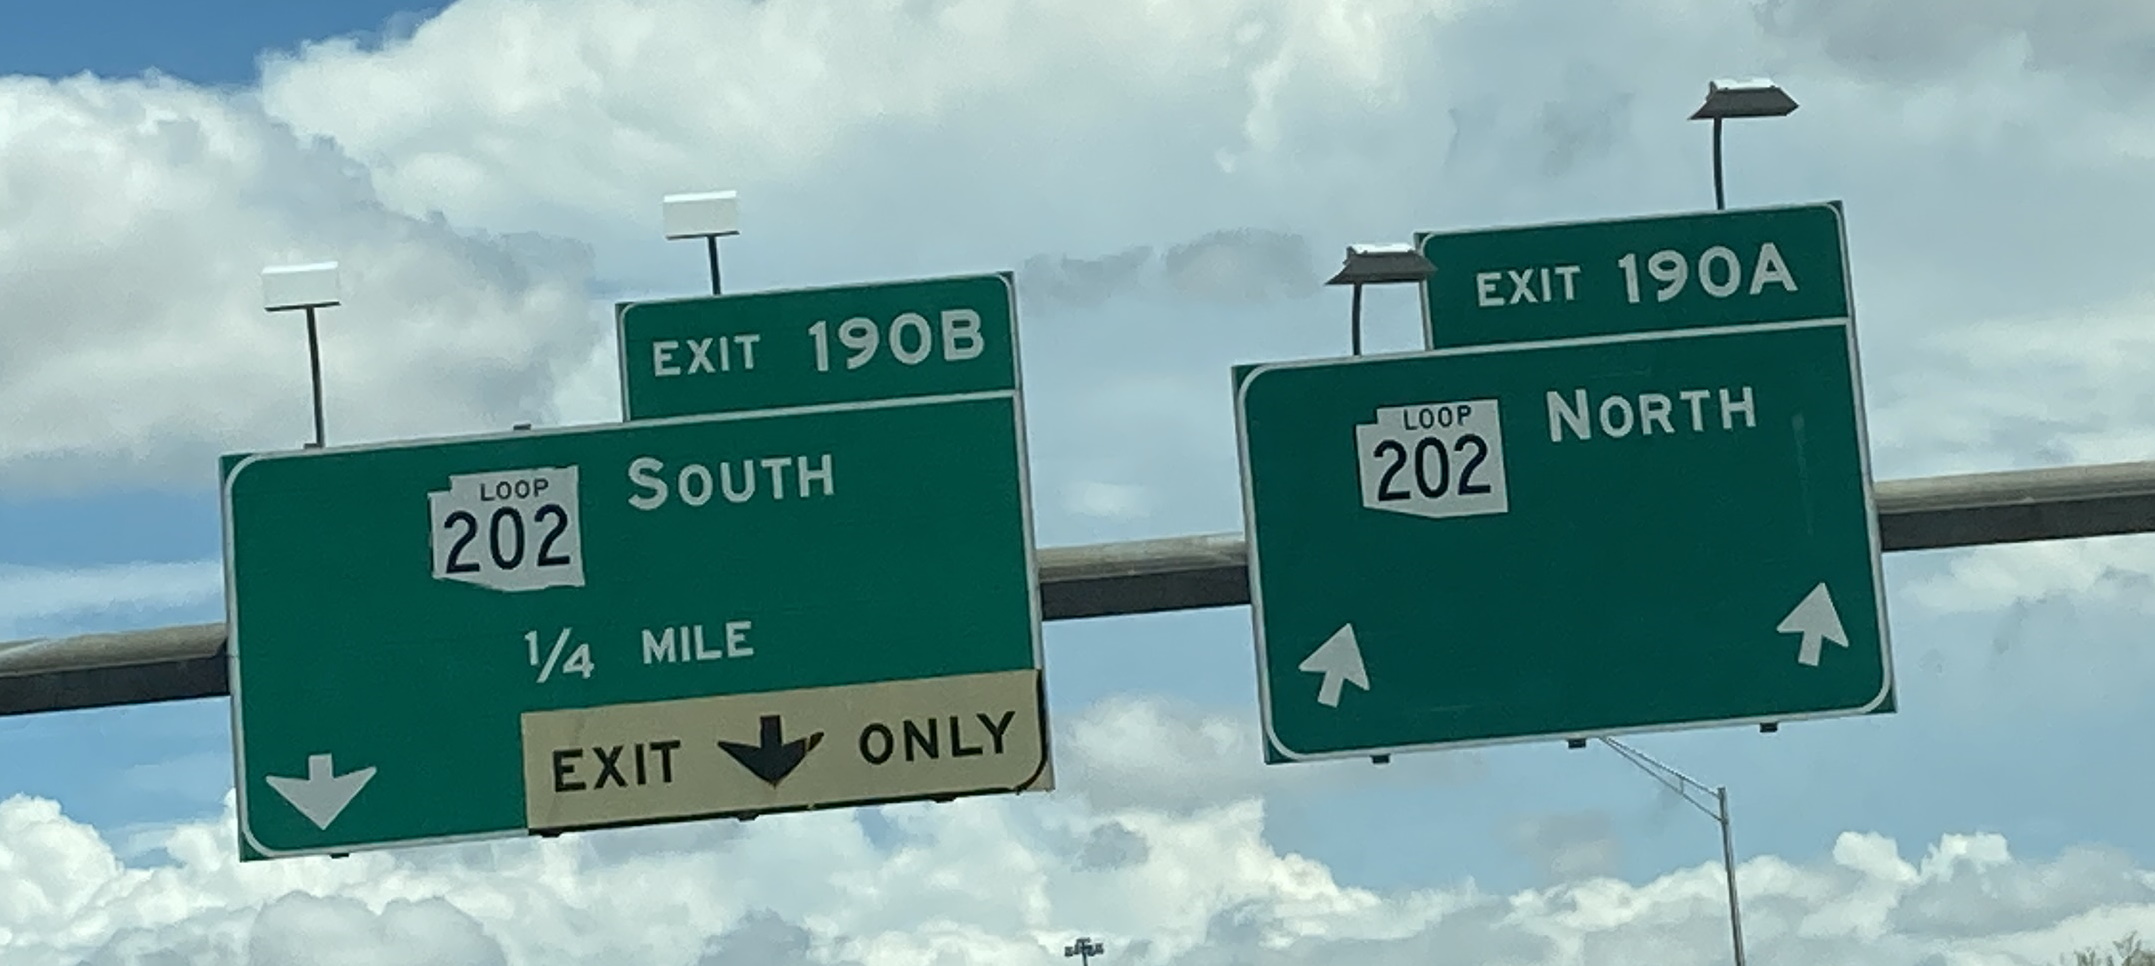 EXIT 190B
LOOP
202
SOUTH
1/4 MILE
EXIT ONLY
EXIT 190A
LOOP
202
NORTH